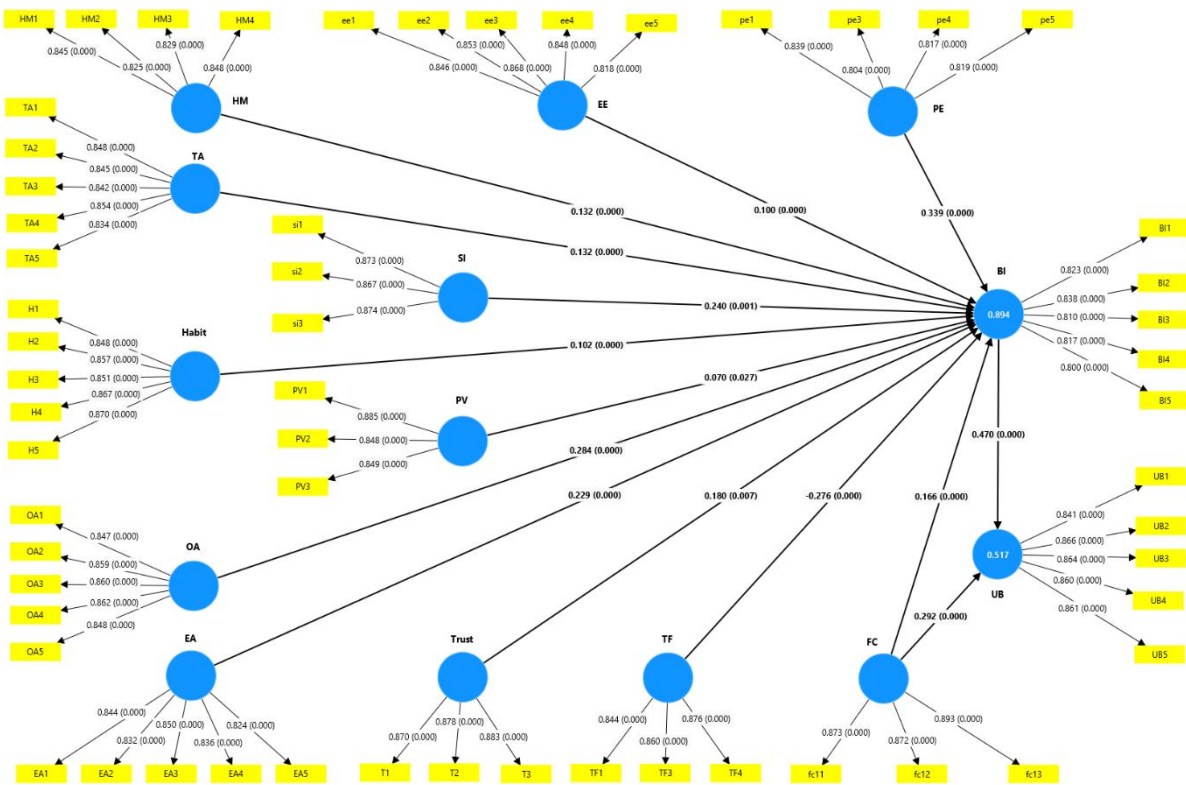 HM1
HM2
HM3
HM4
0.845 (0.000)
0.825 (0.000)
0.829 (0.000)
0.848 (0.000)
HM
ee1
ee2
ee3
ee4
ee5
0.846 (0.000)
0.853 (0.000)
0.868 (0.000)
0.848 (0.000)
0.818 (0.000)
EE
pe1
pe3
pe4
pe5
0.839 (0.000)
0.804 (0.000)
0.817 (0.000)
0.819 (0.000)
PE
TA1
TA2
TA3
TA4
TA5
0.848 (0.000)
0.845 (0.000)
0.842 (0.000)
0.854 (0.000)
0.834 (0.000)
TA
si1
si2
si3
0.873 (0.000)
0.867 (0.000)
0.874 (0.000)
SI
H1
H2
H3
H4
H5
0.848 (0.000)
0.857 (0.000)
0.851 (0.000)
0.867 (0.000)
0.870 (0.000)
Habit
PV1
PV2
PV3
0.885 (0.000)
0.848 (0.000)
0.849 (0.000)
PV
OA1
OA2
OA3
OA4
OA5
0.847 (0.000)
0.859 (0.000)
0.860 (0.000)
0.862 (0.000)
0.848 (0.000)
OA
0.132 (0.000)
0.100 (0.000)
0.339 (0.000)
0.132 (0.000)
0.240 (0.001)
0.102 (0.000)
0.070 (0.027)
0.284 (0.000)
0.229 (0.000)
0.180 (0.007)
-0.276 (0.000)
0.166 (0.000)
0.470 (0.000)
0.292 (0.000)
BI
0.894
BI1
BI2
BI3
BI4
BI5
0.823 (0.000)
0.838 (0.000)
0.810 (0.000)
0.817 (0.000)
0.800 (0.000)
0.517
UB
UB1
UB2
UB3
UB4
UB5
0.841 (0.000)
0.866 (0.000)
0.864 (0.000)
0.860 (0.000)
0.861 (0.000)
EA
0.844 (0.000)
0.832 (0.000)
0.850 (0.000)
0.836 (0.000)
0.824 (0.000)
EA1
EA2
EA3
EA4
EA5
Trust
0.870 (0.000)
0.878 (0.000)
0.883 (0.000)
T1
T2
T3
TF
0.844 (0.000)
0.860 (0.000)
0.876 (0.000)
TF1
TF3
TF4
FC
0.873 (0.000)
0.872 (0.000)
0.893 (0.000)
fc11
fc12
fc13